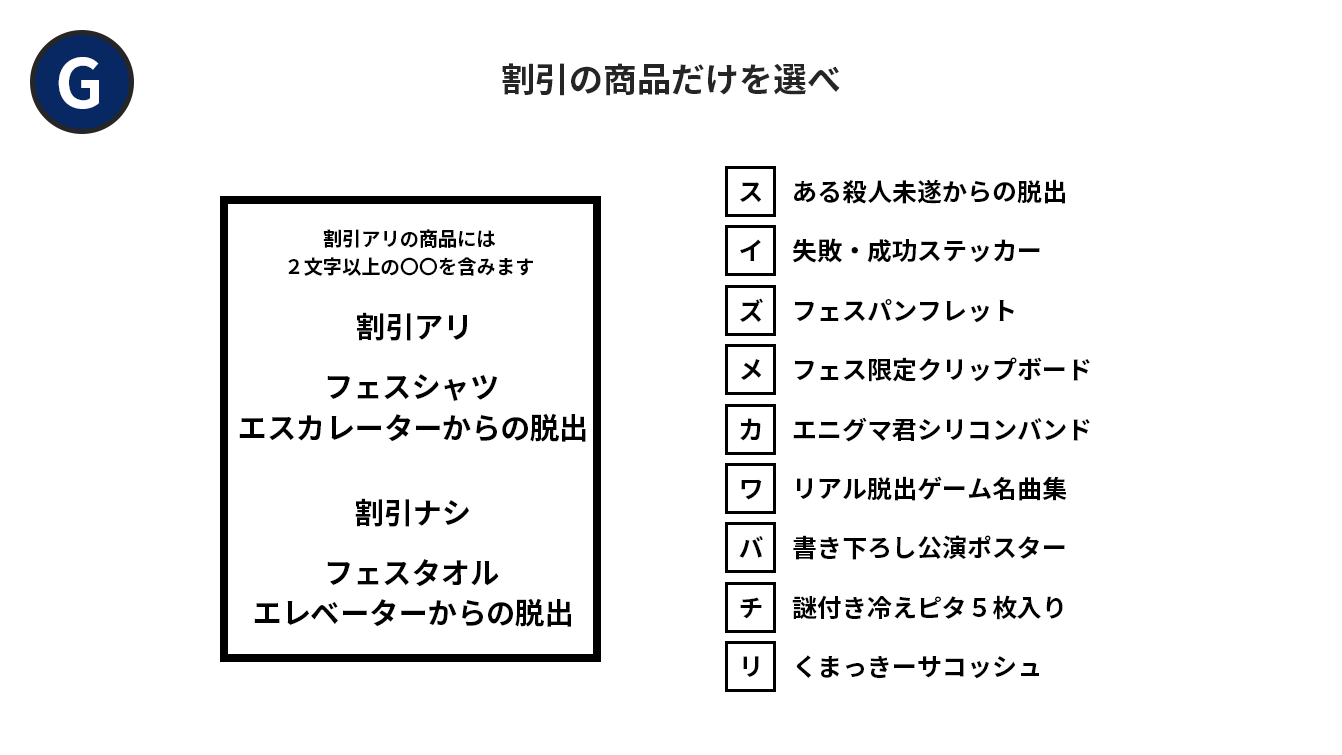 G
割引の商品だけを選べ
割引アリの商品には
２文字以上の〇〇を含みます
割引アリ
フェスシャツ
エスカレーターからの脱出
割引ナシ
フェスタオル
エレベーターからの脱出
ス ある殺人未遂からの脱出
イ 失敗・成功ステッカー
ズ フェスパンフレット
メ フェス限定クリップボード
カ エニグマ君シリコンバンド
ワ リアル脱出ゲーム名曲集
バ 書き下ろし公演ポスター
チ 謎付き冷えピタ５枚入り
リ くまっきーサコッシュ